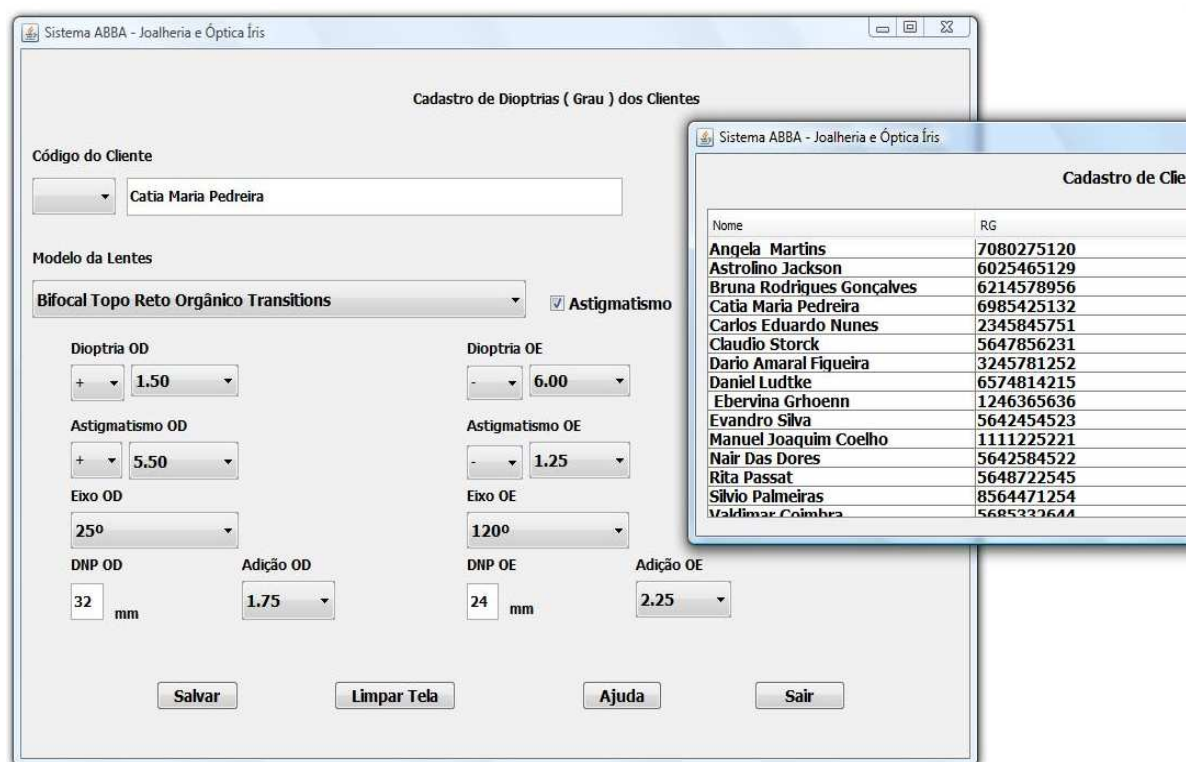 Sistema ABBA - Joalheria e Óptica Íris
Cadastro de Dioptrias ( Grau ) dos Clientes
Código do Cliente
Catia Maria Pedreira
Modelo da Lentes
Bifocal Topo Reto Orgânico Transitions
Astigmatismo
Dioptria OD Dioptria OE
+ 1.50 - 6.00
Astigmatismo OD Astigmatismo OE
+ 5.50 - 1.25
Eixo OD Eixo OE
25º 120º
DNP OD Adição OD DNP OE Adição OE
32 mm 1.75 24 mm 2.25
Salvar Limpar Tela Ajuda Sair
Sistema ABBA - Joalheria e Óptica Íris
Cadastro de Clie
Nome RG
Angela Martins 7080275120
Astrolino Jackson 6025465129
Bruna Rodrigues Gonçalves 6214578956
Catia Maria Pedreira 6985425132
Carlos Eduardo Nunes 2345845751
Claudio Storck 5647856231
Dario Amaral Figueira 3245781252
Daniel Ludtke 6574814215
Ebervina Grhoenn 1246365636
Evandro Silva 5642454523
Manuel Joaquim Coelho 1111225221
Nair Das Dores 5642584522
Rita Passat 5648722545
Silvio Palmeiras 8564471254
Valdimar Coimbra 5685332644